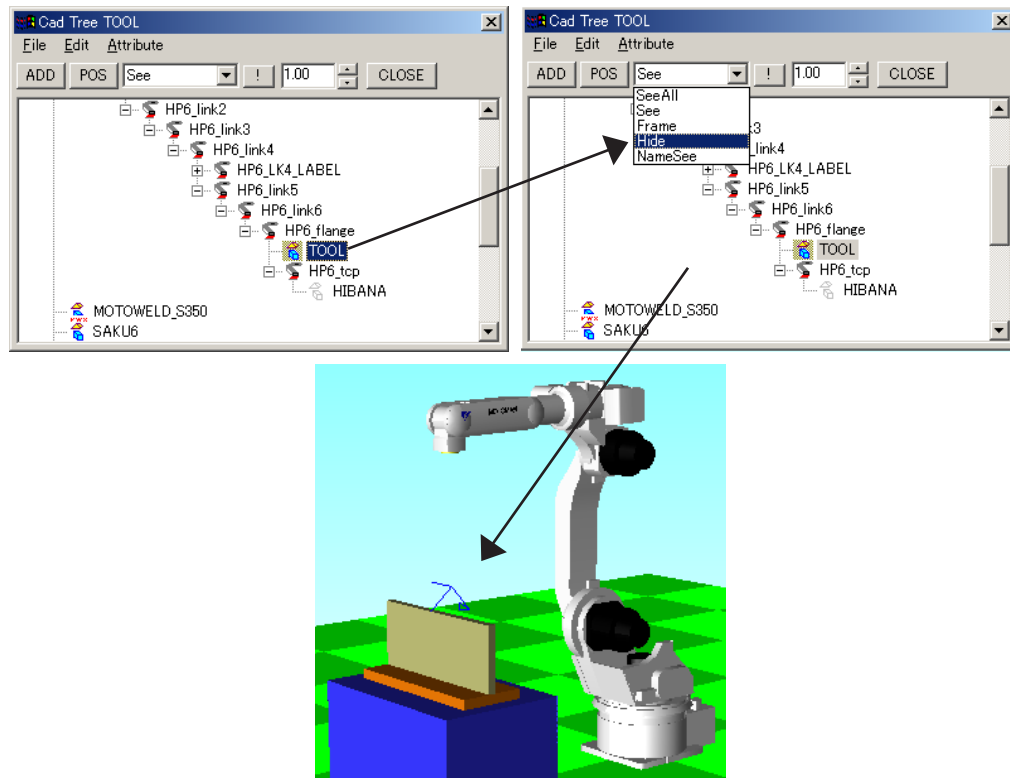 Cad Tree TOOL
File Edit Attribute
ADD POS See ! 1.00 CLOSE
HP6_link2
HP6_link3
HP6_link4
HP6_LK4_LABEL
HP6_link5
HP6_link6
HP6_flange
TOOL
HP6_tcp
HIBANA
MOTOWELD_S350
SAKU6
Cad Tree TOOL
File Edit Attribute
ADD POS See ! 1.00 CLOSE
SeeAll
See
Frame
Hide
NameSee
k3
link4
HP6_LK4_LABEL
HP6_link5
HP6_link6
HP6_flange
TOOL
HP6_tcp
HIBANA
MOTOWELD_S350
SAKU6